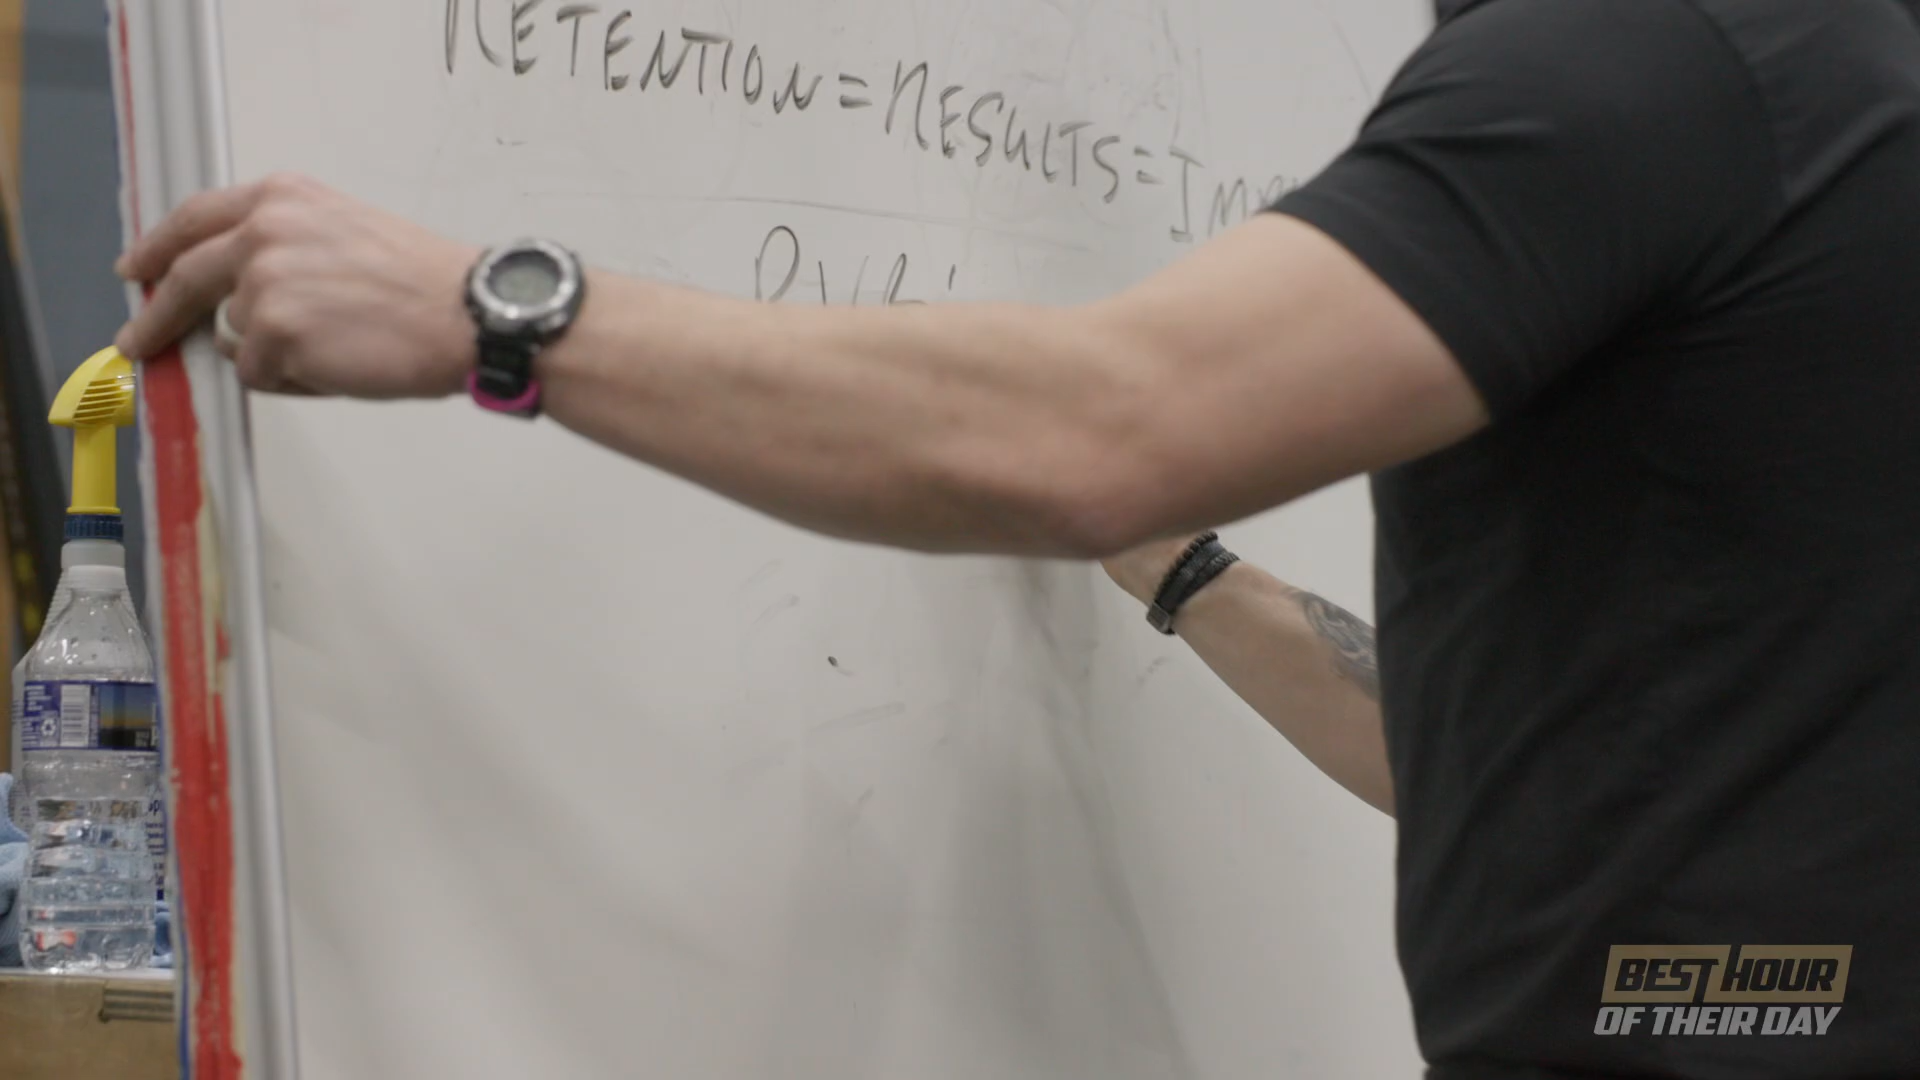 RETENTION = RESULTS =
BEST HOUR
OF THEIR DAY